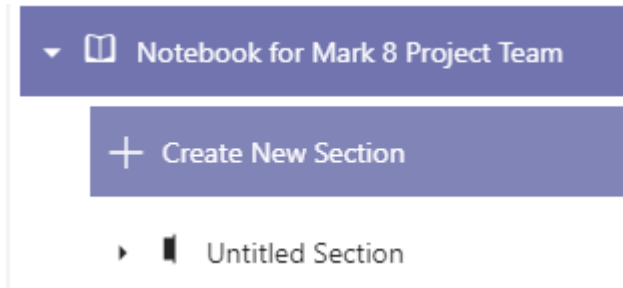 Notebook for Mark 8 Project Team
Create New Section
Untitled Section